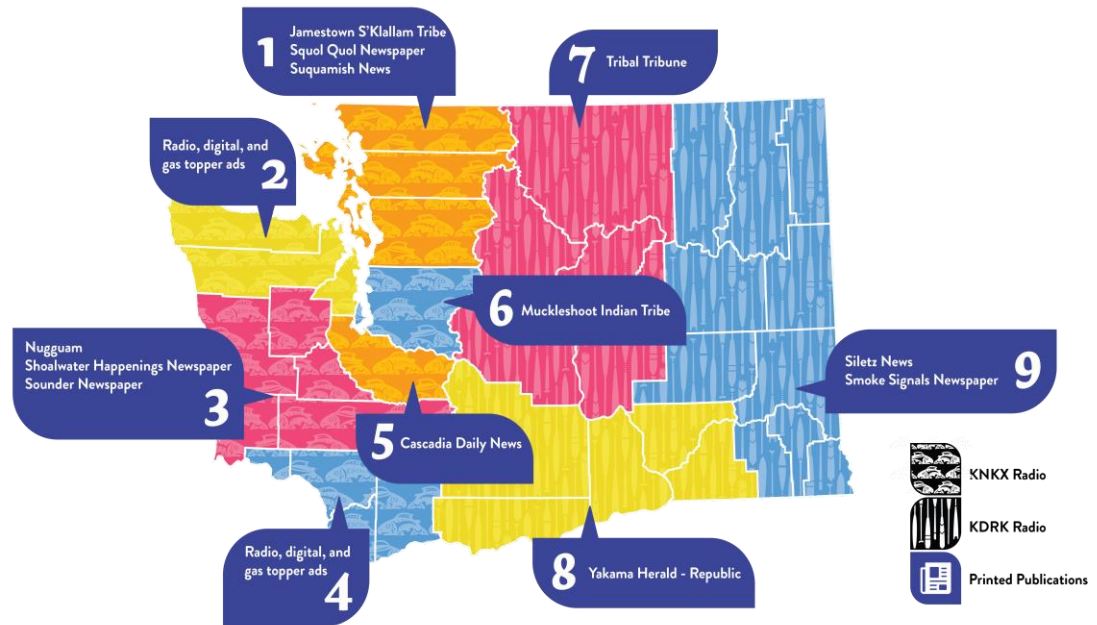 1
Jamestown S'Klallam Tribe
Squol Quol Newspaper
Suquamish News
7
Tribal Tribune
Radio, digital, and
gas topper ads
2
6
Muckleshoot Indian Tribe
Nugguam
Shoalwater Happenings Newspaper
Sounder Newspaper
3
Siletz News
Smoke Signals Newspaper
9
5
Cascadia Daily News
Radio, digital, and
gas topper ads
4
8
Yakama Herald - Republic
KNKX Radio
KDRK Radio
Printed Publications